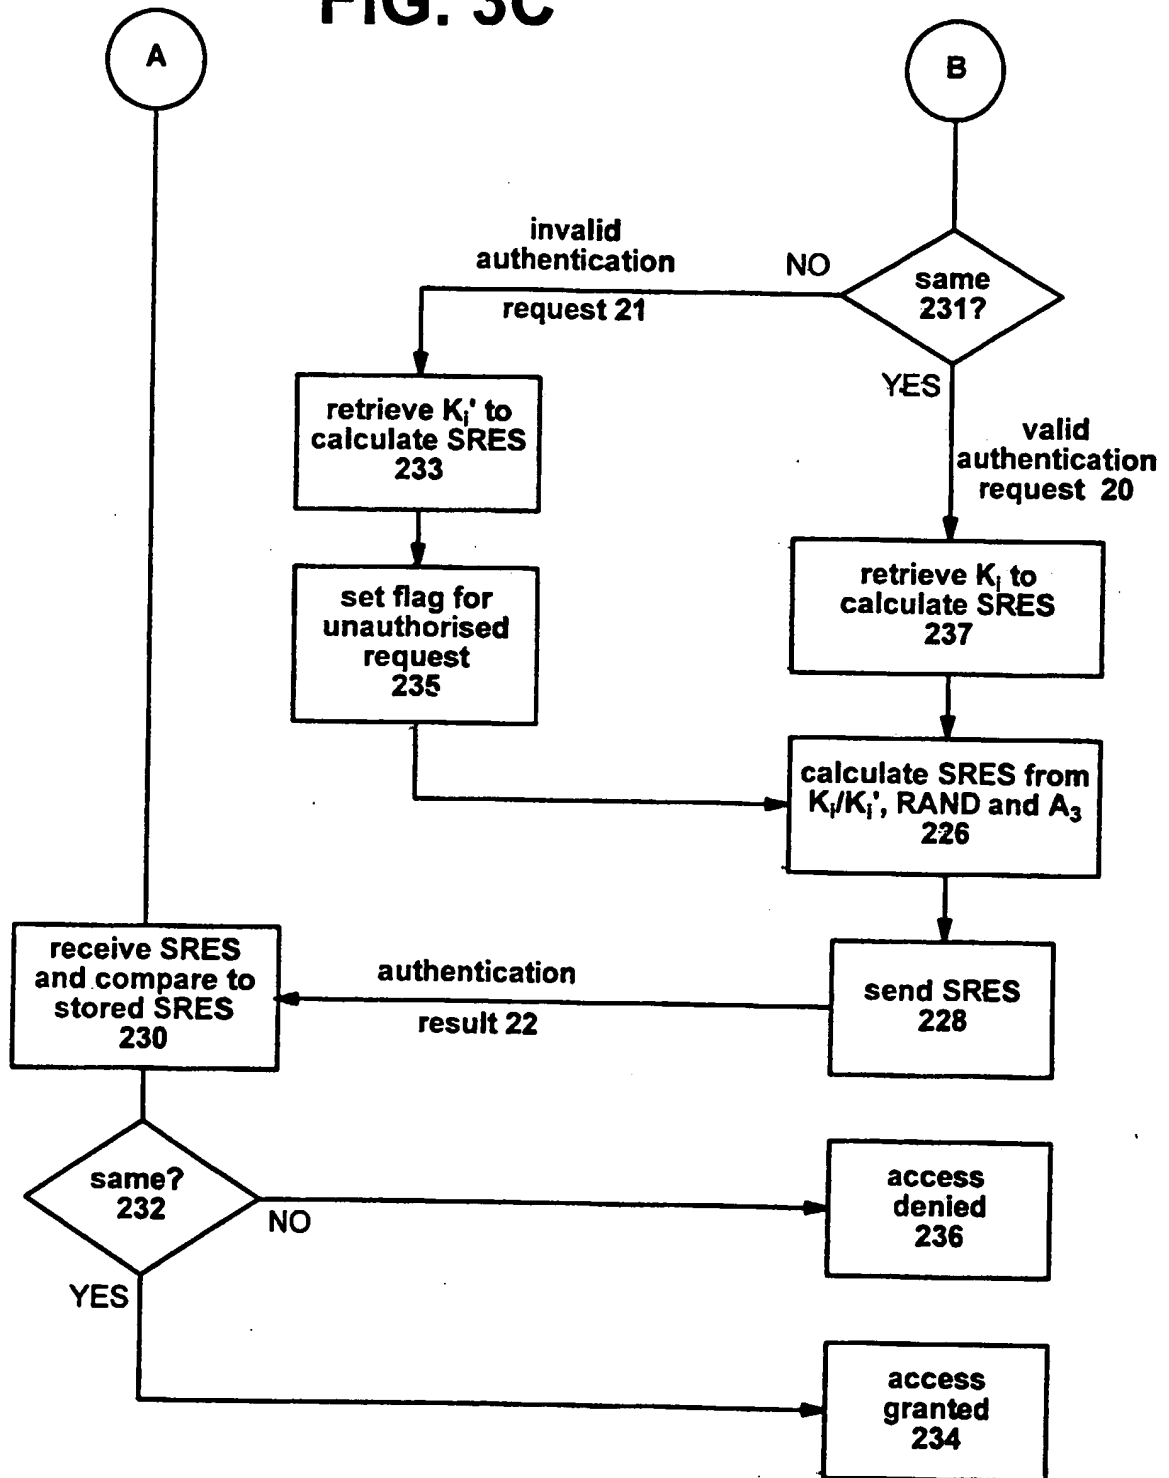 FIG. 3C
A
B
invalid
authentication
request 21
NO
same
231?
YES
valid
authentication
request 20
retrieve Ki' to
calculate SRES
233
set flag for
unauthorised
request
235
retrieve Ki to
calculate SRES
237
calculate SRES from
Ki/Ki', RAND and A3
226
receive SRES
and compare to
stored SRES
230
authentication
result 22
send SRES
228
same?
232
NO
YES
access
denied
236
access
granted
234